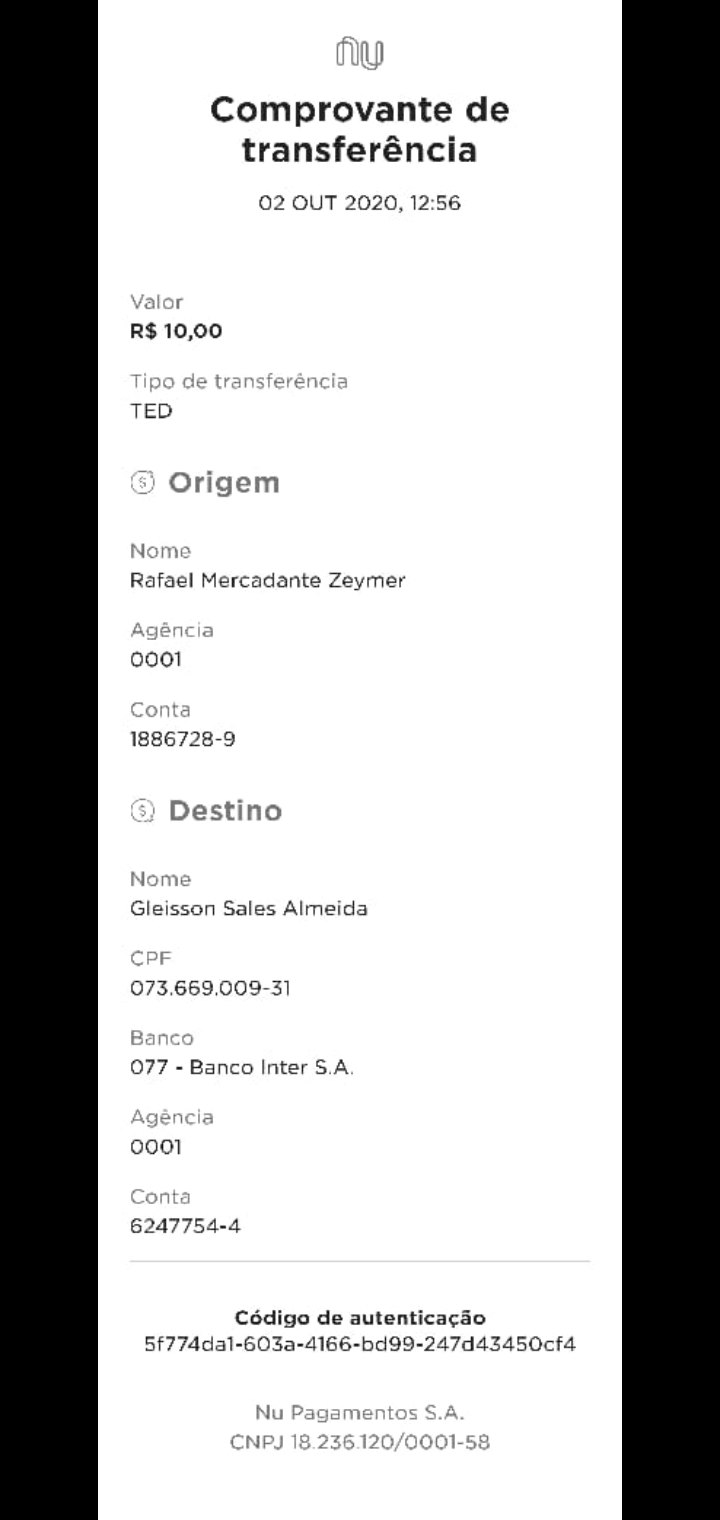 nu
Comprovante de
transferência
02 OUT 2020, 12:56
Valor
R$ 10,00
Tipo de transferência
TED
Origem
Nome
Rafael Mercadante Zeymer
Agência
0001
Conta
1886728-9
Destino
Nome
Gleisson Sales Almeida
CPF
073.669.009-31
Banco
077 - Banco Inter S.A.
Agência
0001
Conta
6247754-4
Código de autenticação
5f774da1-603a-4166-bd99-247d43450cf4
Nu Pagamentos S.A.
CNPJ 18.236.120/0001-58